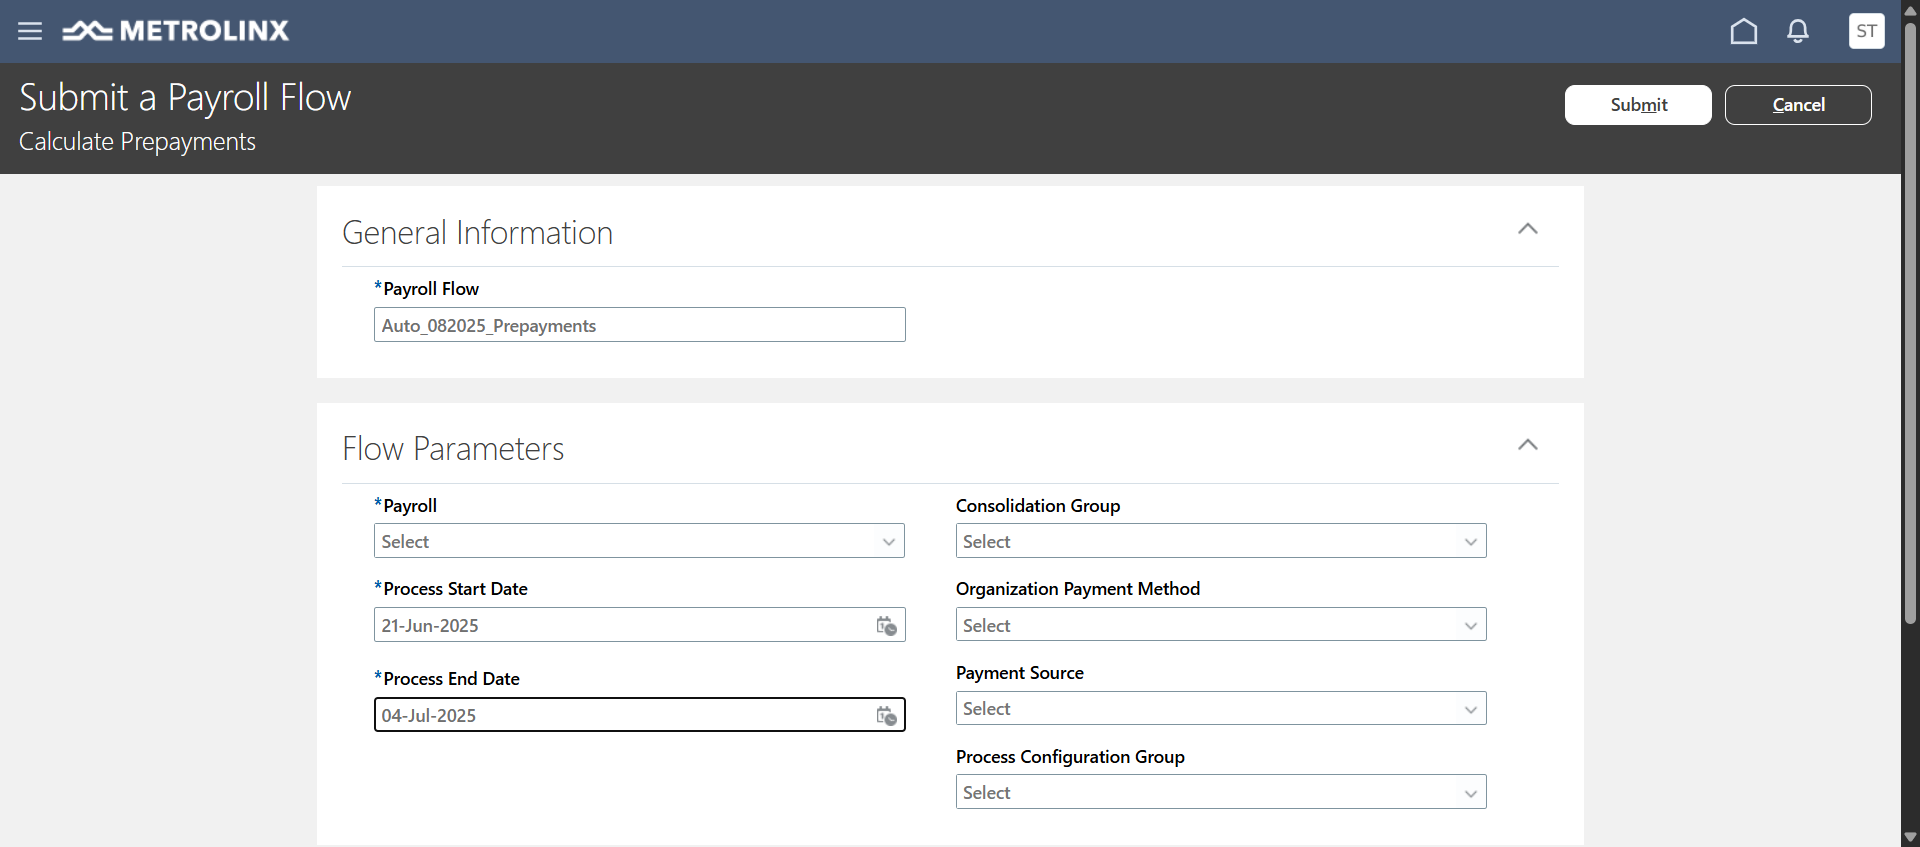 METROLINX
ST
Submit a Payroll Flow
Calculate Prepayments
Submit
Cancel
General Information
*Payroll Flow
Auto_082025_Prepayments
Flow Parameters
*Payroll
Select
*Process Start Date
21-Jun-2025
*Process End Date
04-Jul-2025
Consolidation Group
Select
Organization Payment Method
Select
Payment Source
Select
Process Configuration Group
Select